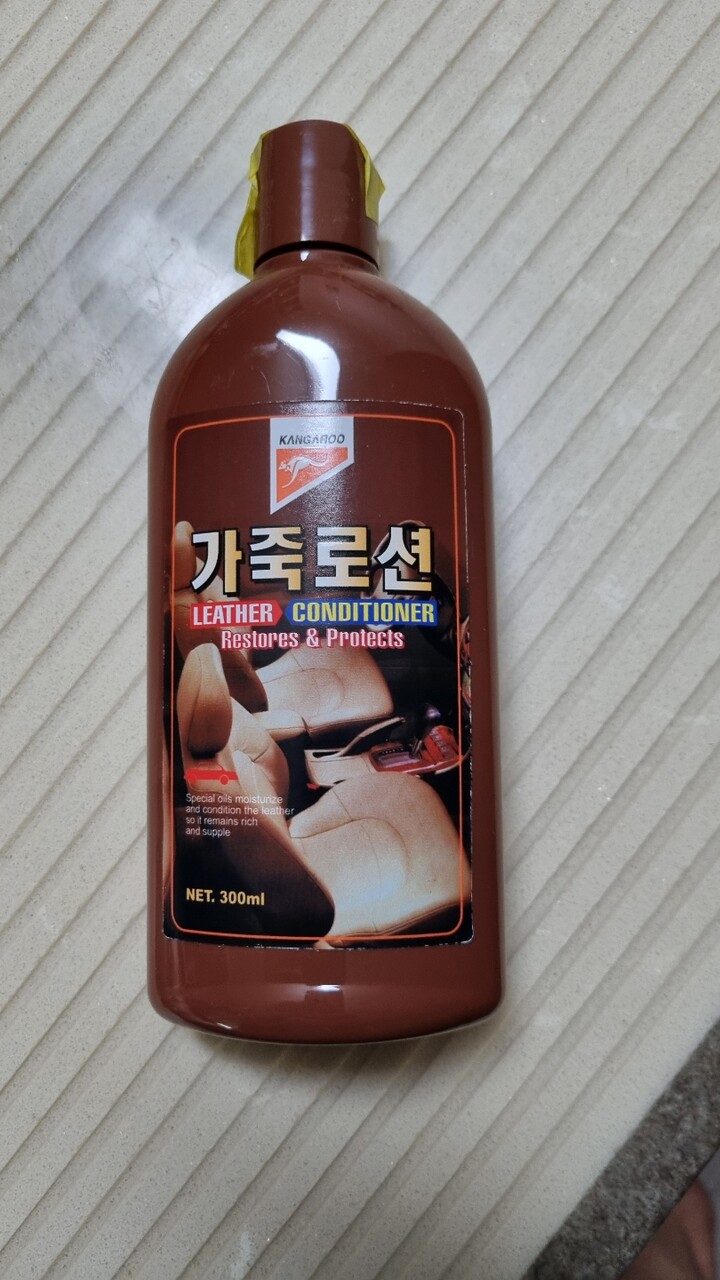 KANGAROO
가죽로션
LEATHER CONDITIONER
Restores & Protects
Special oils moisturize
and condition the leather
so it remains rich
and supple
NET. 300ml